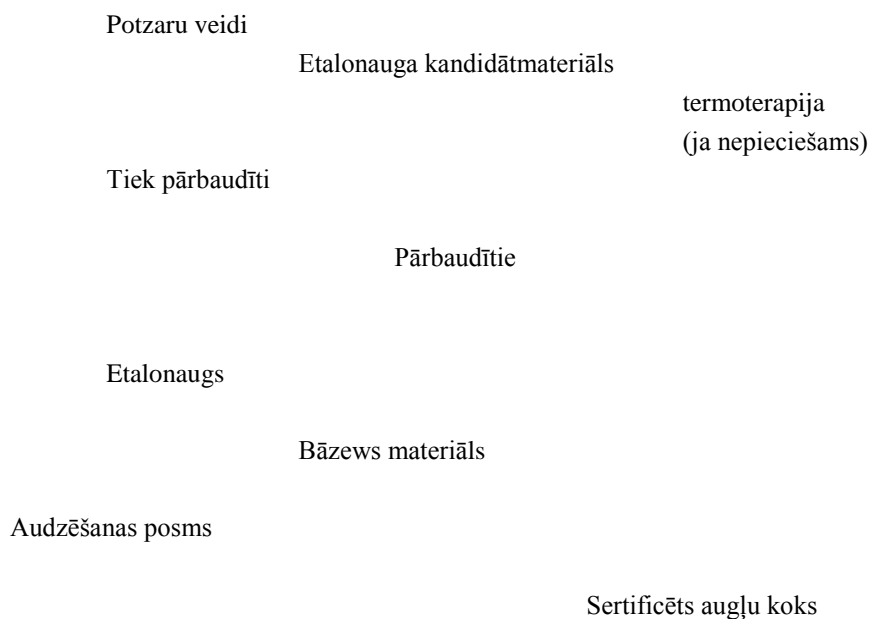 Potzaru veidi
Etalonauga kandidātmateriāls
termoterapija
(ja nepieciešams)
Tiek pārbaudīti
Pārbaudītie
Etalonaugs
Bāzews materiāls
Audzēšanas posms
Sertificēts augļu koks